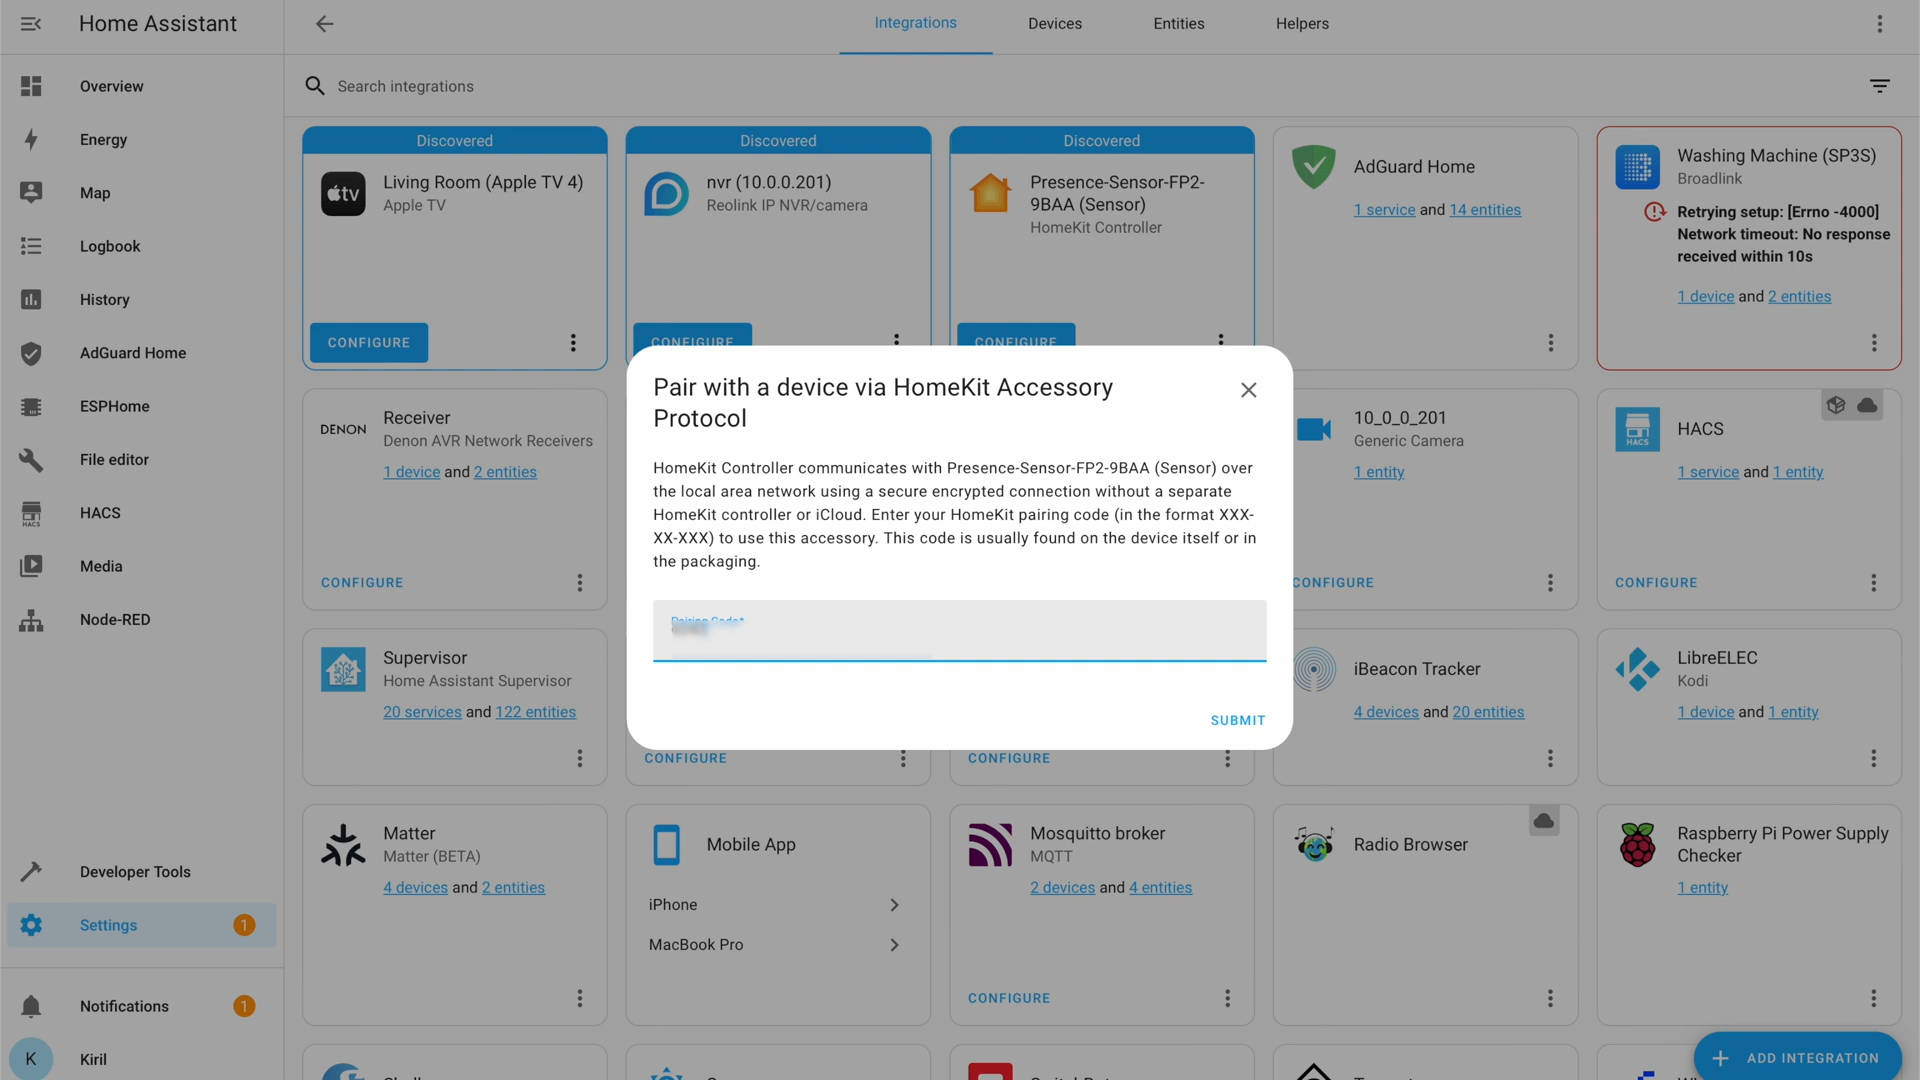 Home Assistant
Overview
Energy
Map
Logbook
History
AdGuard Home
ESPHome
File editor
HACS
HACS
Media
Node-RED
Developer Tools
Settings
1
Notifications
1
K
Kiril
Integrations
Devices
Entities
Helpers
Search integrations
Discovered
tv
Living Room (Apple TV 4)
Apple TV
CONFIGURE
Discovered
nvr (10.0.0.201)
Reolink IP NVR/camera
CONFIGURE
Discovered
Presence-Sensor-FP2-
9BAA (Sensor)
HomeKit Controller
CONFIGURE
AdGuard Home
1 service and 14 entities
Washing Machine (SP3S)
Broadlink
Retrying setup: [Errno -4000]
Network timeout: No response
received within 10s
1 device and 2 entities
DENON
Receiver
Denon AVR Network Receivers
1 device and 2 entities
CONFIGURE
Pair with a device via HomeKit Accessory
Protocol
HomeKit Controller communicates with Presence-Sensor-FP2-9BAA (Sensor) over
the local area network using a secure encrypted connection without a separate
HomeKit controller or iCloud. Enter your HomeKit pairing code (in the format XXX-
XX-XXX) to use this accessory. This code is usually found on the device itself or in
the packaging.
Pairing Code*
SUBMIT
10_0_0_201
Generic Camera
1 entity
CONFIGURE
HACS
HACS
1 service and 1 entity
CONFIGURE
Supervisor
Home Assistant Supervisor
20 services and 122 entities
CONFIGURE
CONFIGURE
iBeacon Tracker
4 devices and 20 entities
LibreELEC
Kodi
1 device and 1 entity
Matter
Matter (BETA)
4 devices and 2 entities
Mobile App
iPhone
MacBook Pro
Mosquitto broker
MQTT
2 devices and 4 entities
CONFIGURE
Radio Browser
Raspberry Pi Power Supply
Checker
1 entity
ADD INTEGRATION